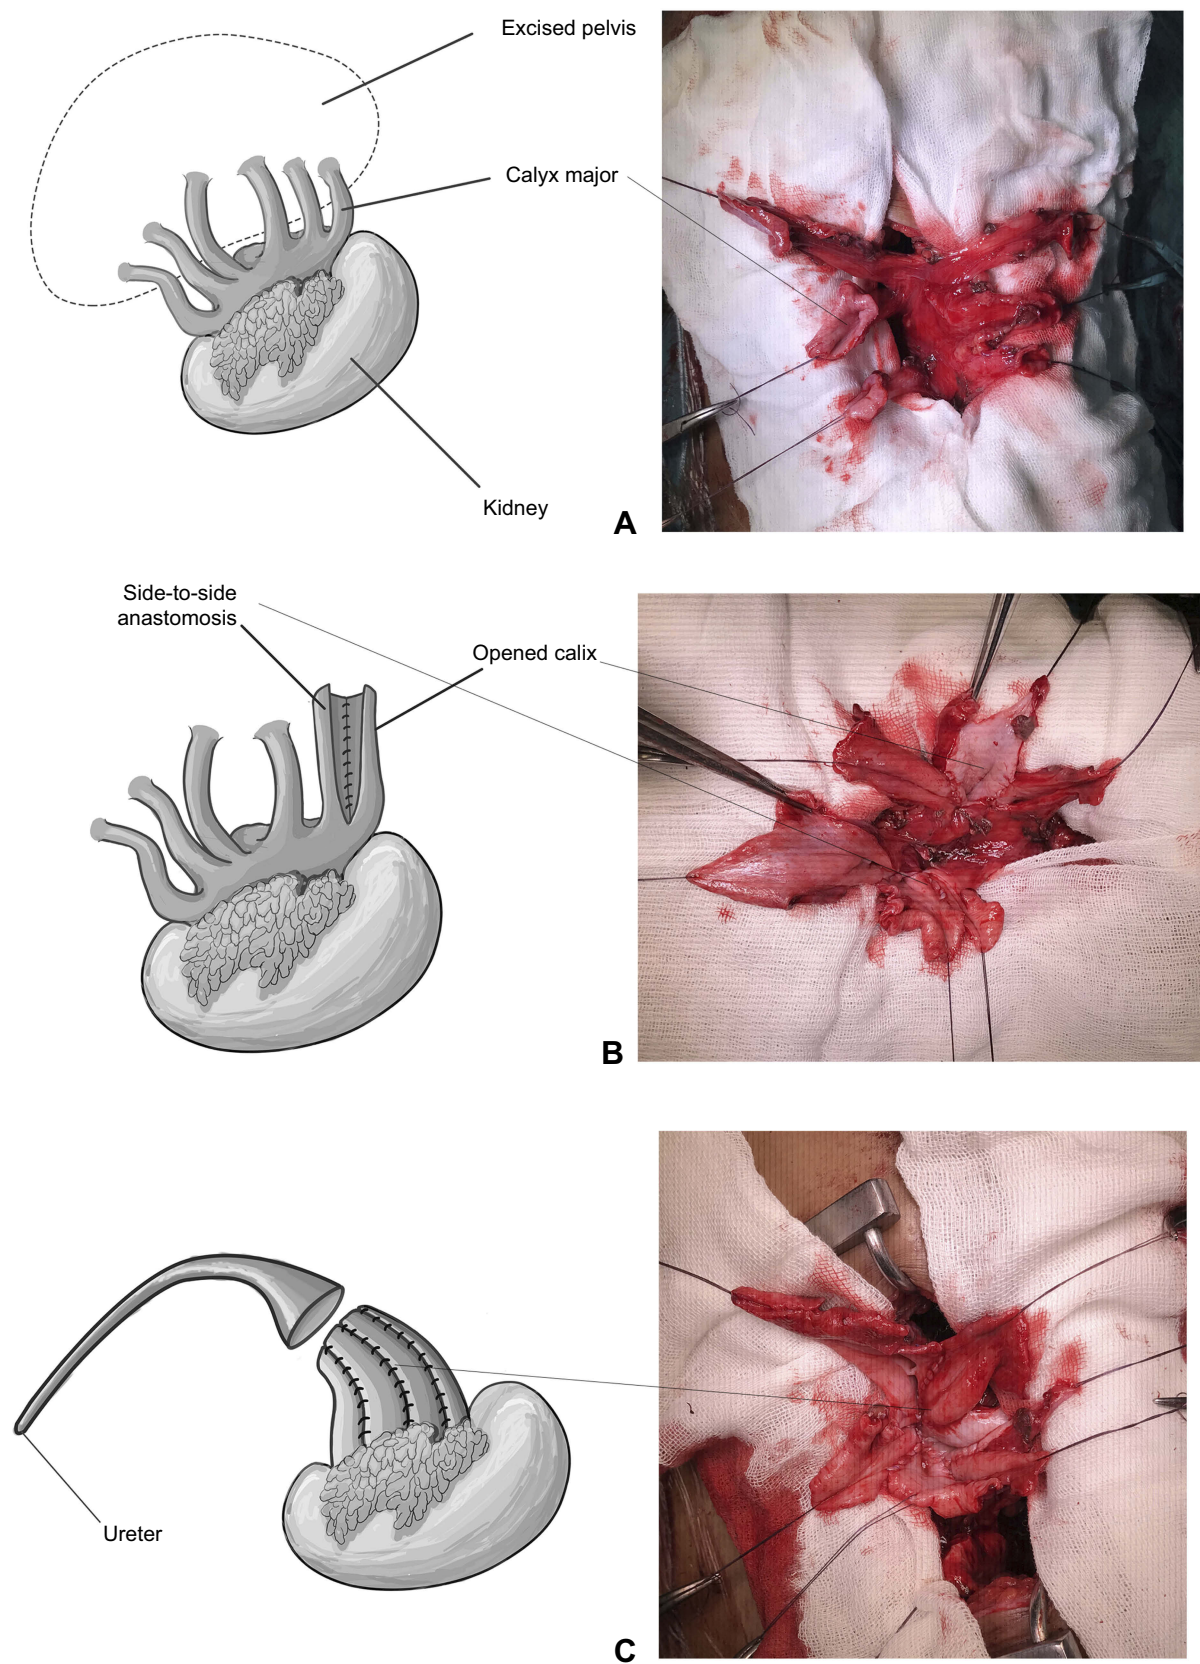 Excised pelvis
Calyx major
Kidney
A
Side-to-side
anastomosis
Opened calix
B
Ureter
C